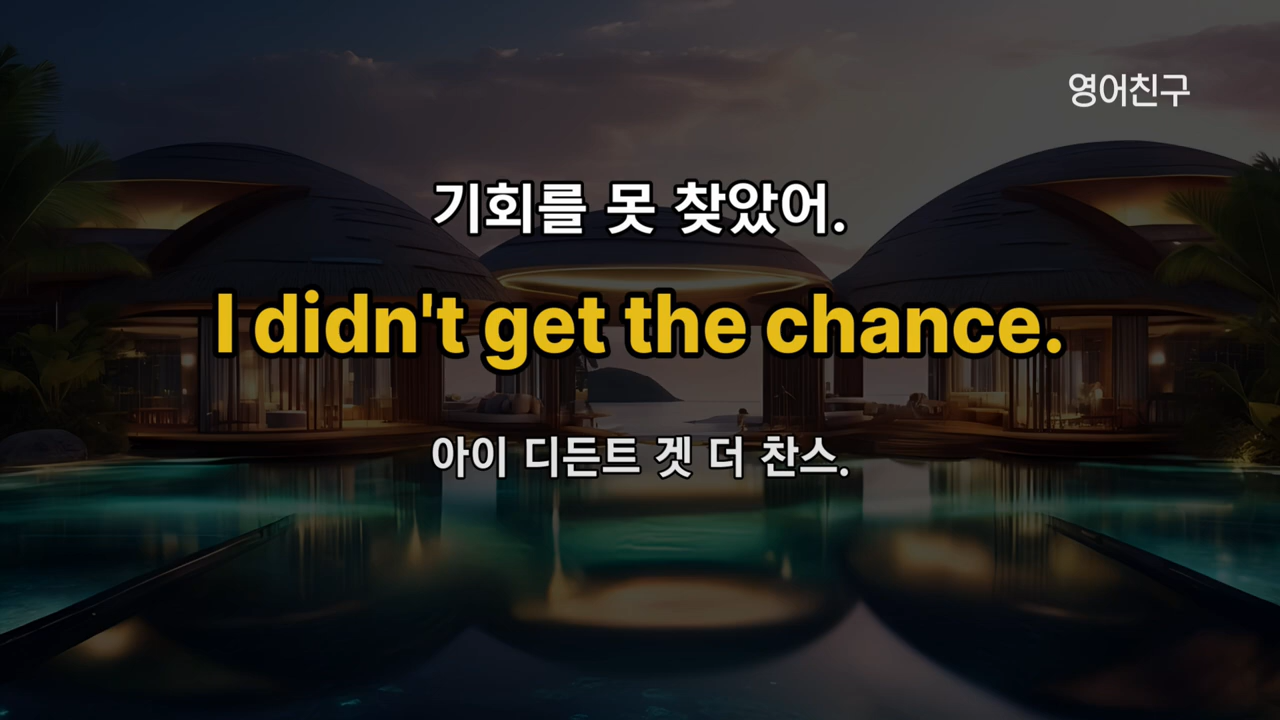 영어친구
기회를 못 찾았어.
I didn't get the chance.
아이 디든트 겟 더 찬스.